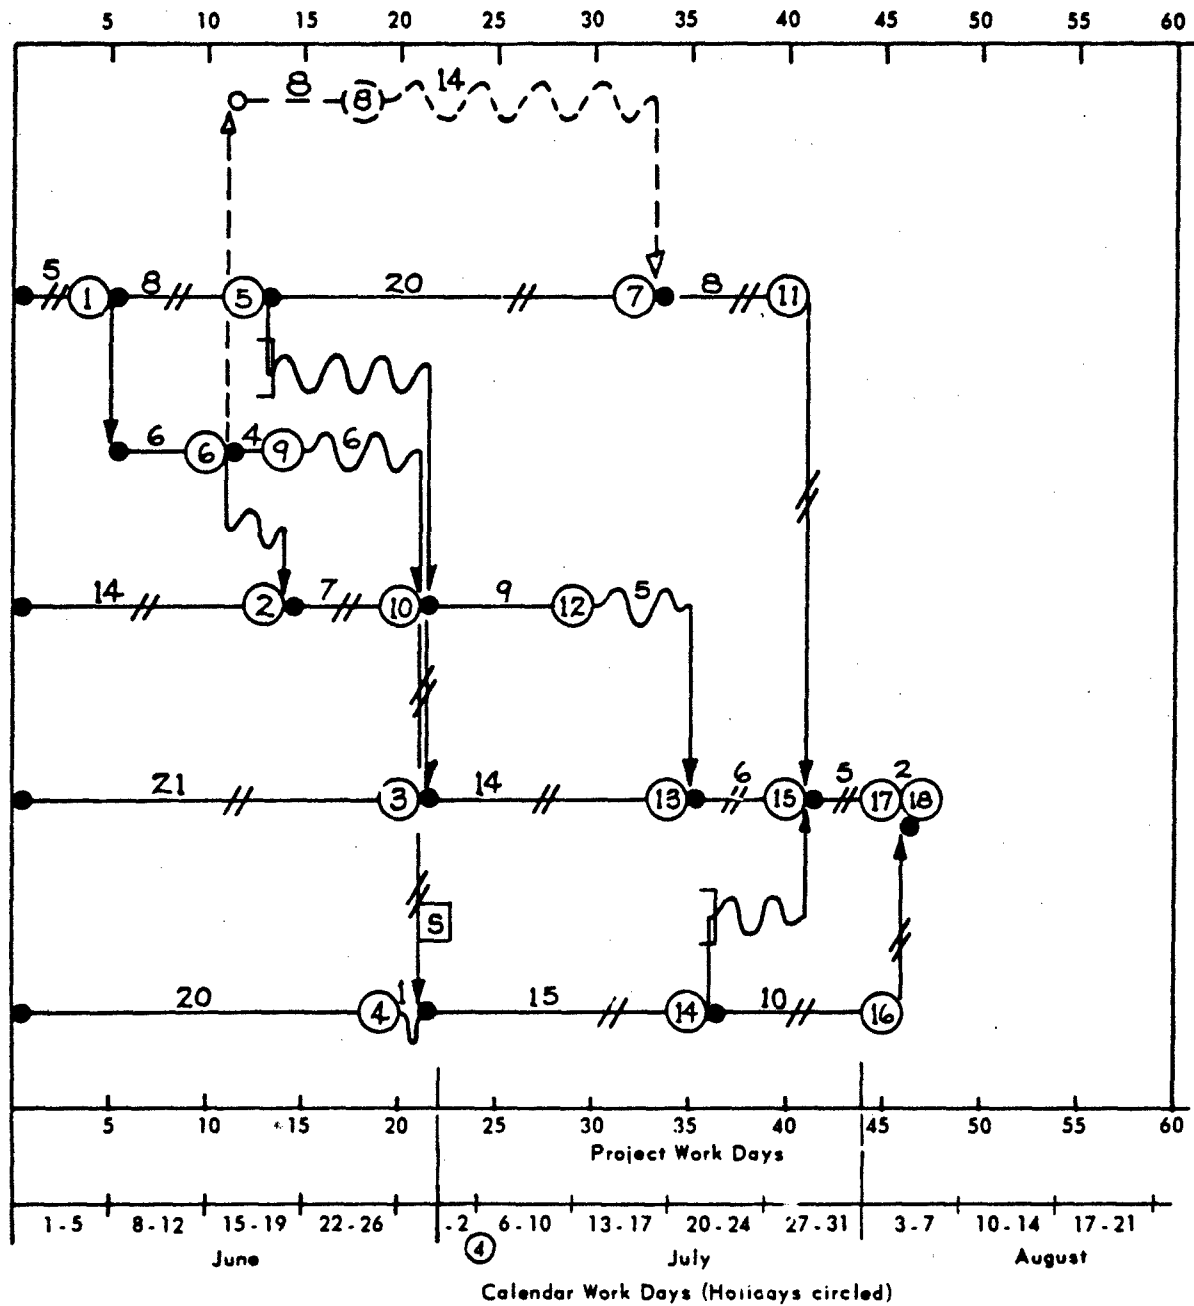 5 10 15 20 25 30 35 40 45 50 55 60
8 8 14
5 1 8 5 20 7 8 11
6 6 4 9 6
14 2 7 10 9 12 5
21 3 14 13 6 15 5 17 2 18
S
20 4 1 15 14 10 16
5 10 15 20 25 30 35 40 45 50 55 60
Project Work Days
1-5 8-12 15-19 22-26 -2 6-10 13-17 20-24 27-31 3-7 10-14 17-21
June 4 July August
Calendar Work Days (Holidays circled)